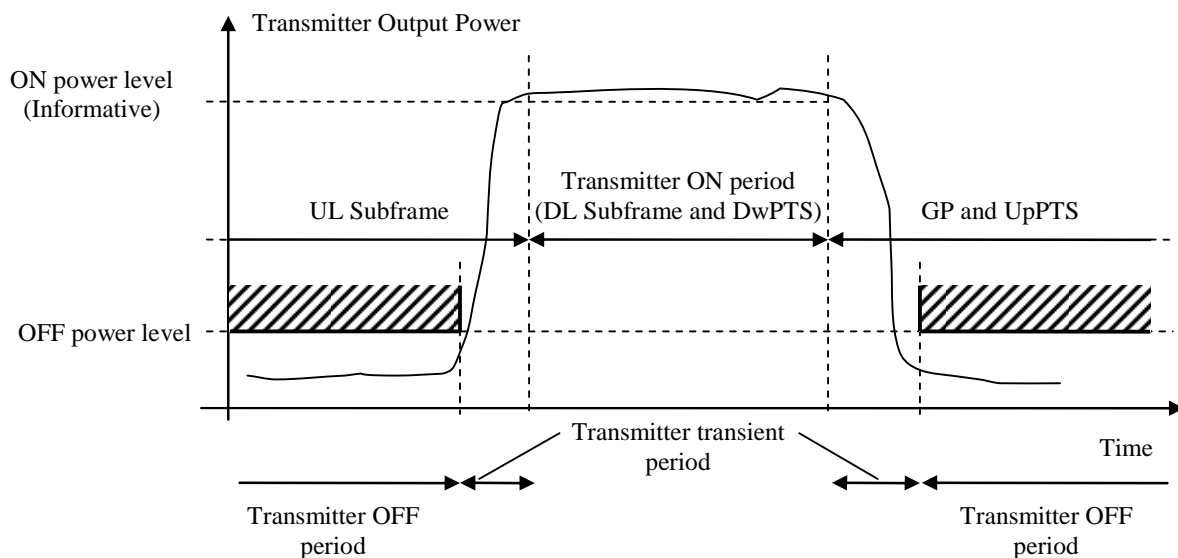 Transmitter Output Power
ON power level
(Informative)
Transmitter ON period
(DL Subframe and DwPTS)
UL Subframe
GP and UpPTS
OFF power level
Transmitter transient
period
Time
Transmitter OFF
period
Transmitter OFF
period